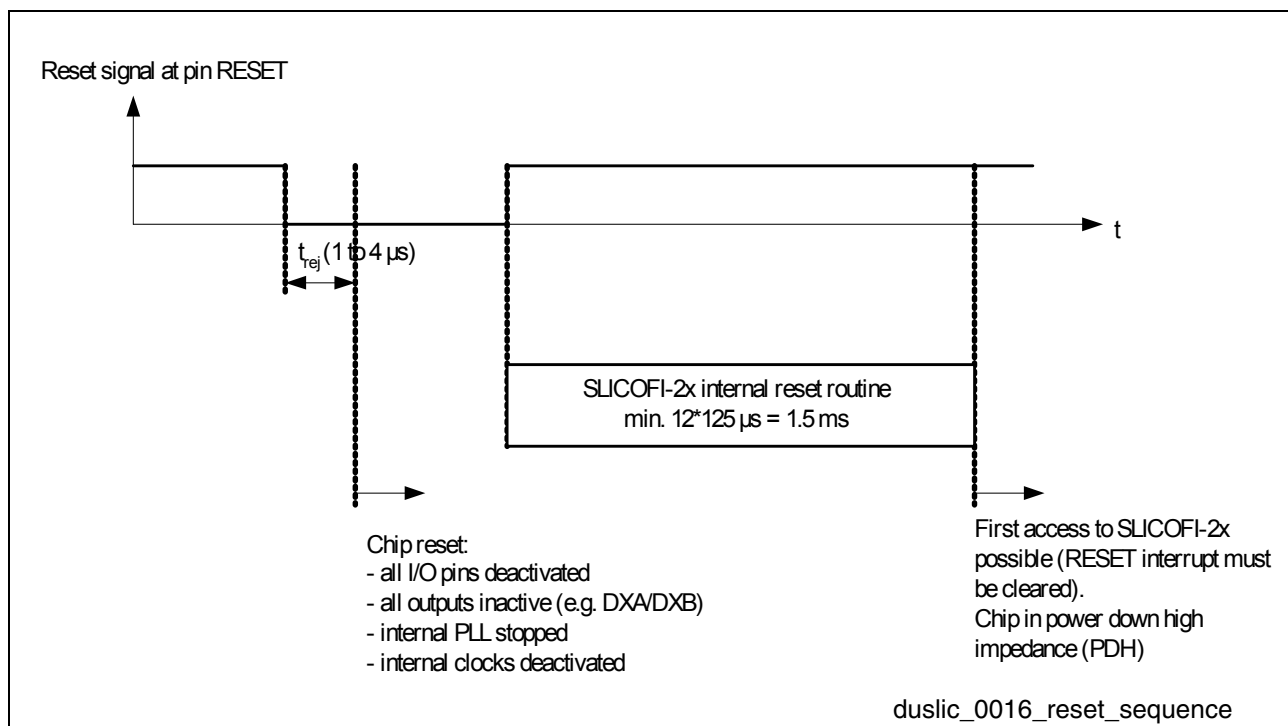 Reset signal at pin RESET
t
trej (1 to 4 µs)
SLICOFI-2x internal reset routine
min. 12*125 µs = 1.5 ms
Chip reset:
- all I/O pins deactivated
- all outputs inactive (e.g. DXA/DXB)
- internal PLL stopped
- internal clocks deactivated
First access to SLICOFI-2x
possible (RESET interrupt must
be cleared).
Chip in power down high
impedance (PDH)
duslic_0016_reset_sequence